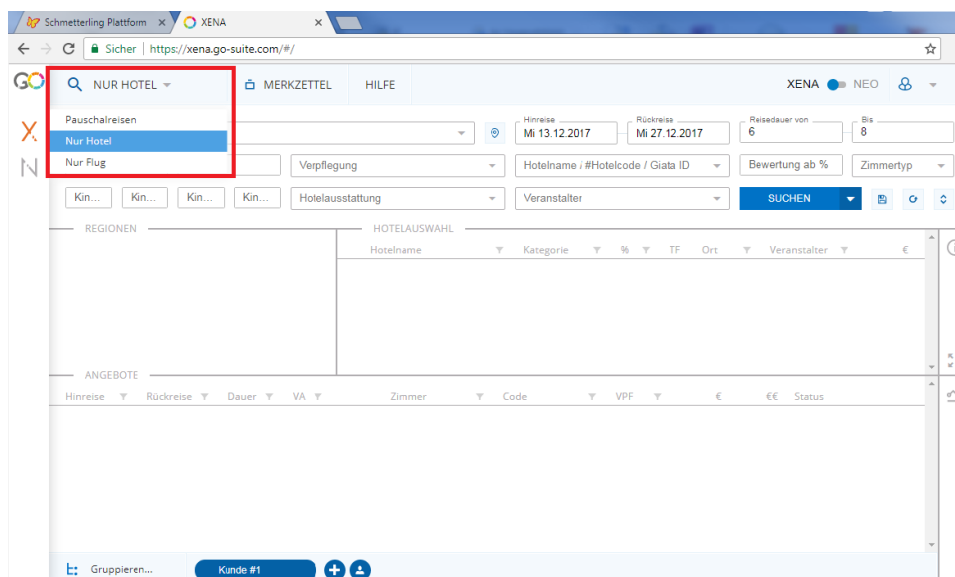 Schmetterling Plattform
XENA
Sicher | https://xena.go-suite.com/#/
GO
NUR HOTEL
MERKZETTEL
HILFE
XENA
NEO
Pauschalreisen
Nur Hotel
Nur Flug
Hinreise
Mi 13.12.2017
Rückreise
Mi 27.12.2017
Reisedauer von
6
Bis
8
Verpflegung
Hotelname / #Hotelcode / Giata ID
Bewertung ab %
Zimmertyp
Kin...
Kin...
Kin...
Kin...
Hotelausstattung
Veranstalter
SUCHEN
REGIONEN
HOTELAUSWAHL
Hotelname Kategorie % TF Ort Veranstalter €
ANGEBOTE
Hinreise Rückreise Dauer VA Zimmer Code VPF € €€ Status
Gruppieren...
Kunde #1